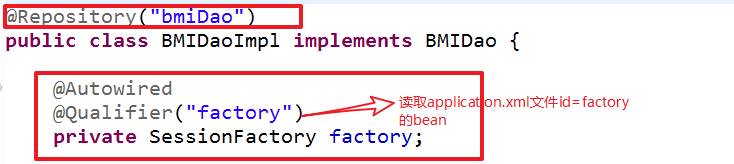 @Repository("bmiDao")
public class BMIDaoImpl implements BMIDao {
@Autowired
@Qualifier("factory")
private SessionFactory factory;
读取application.xml文件id=factory
的bean